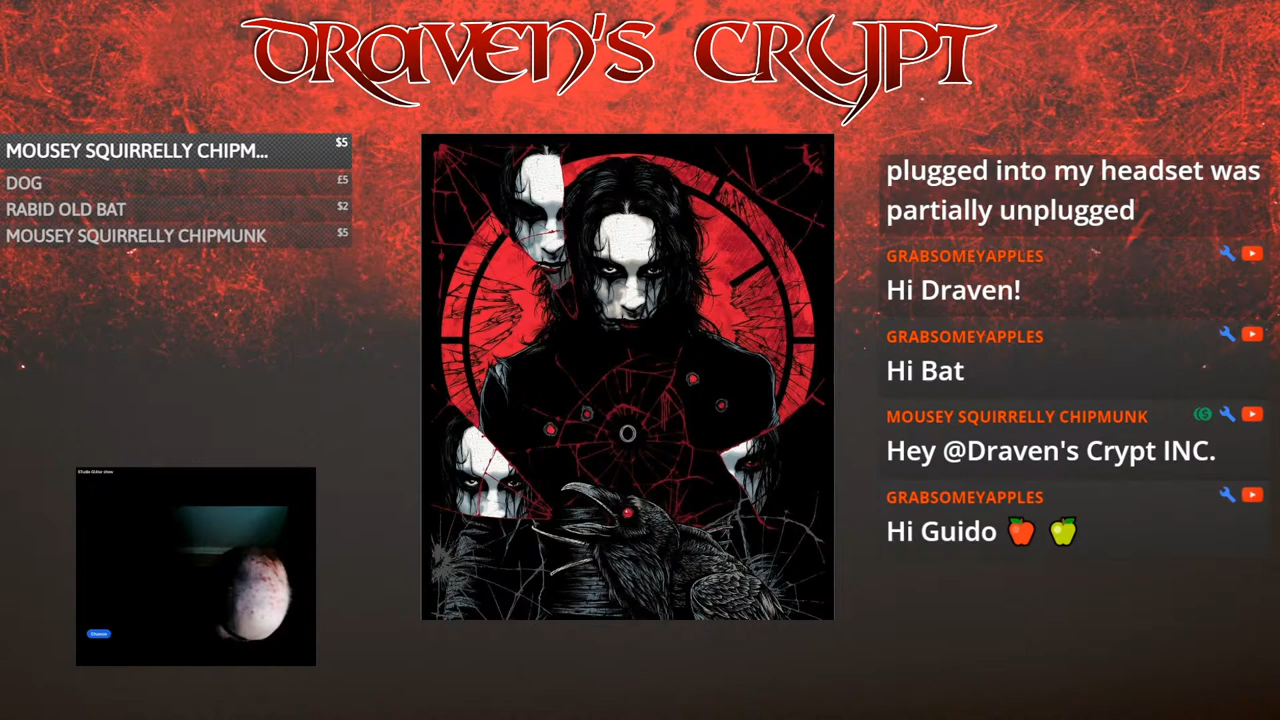 DRAVEN'S CRYPT
MOUSEY SQUIRRELLY CHIPM... $5
DOG £5
RABID OLD BAT $2
MOUSEY SQUIRRELLY CHIPMUNK $5
plugged into my headset was
partially unplugged
GRABSOMEYAPPLES
Hi Draven!
GRABSOMEYAPPLES
Hi Bat
MOUSEY SQUIRRELLY CHIPMUNK
Hey @Draven's Crypt INC.
GRABSOMEYAPPLES
Hi Guido 🍎 🍏